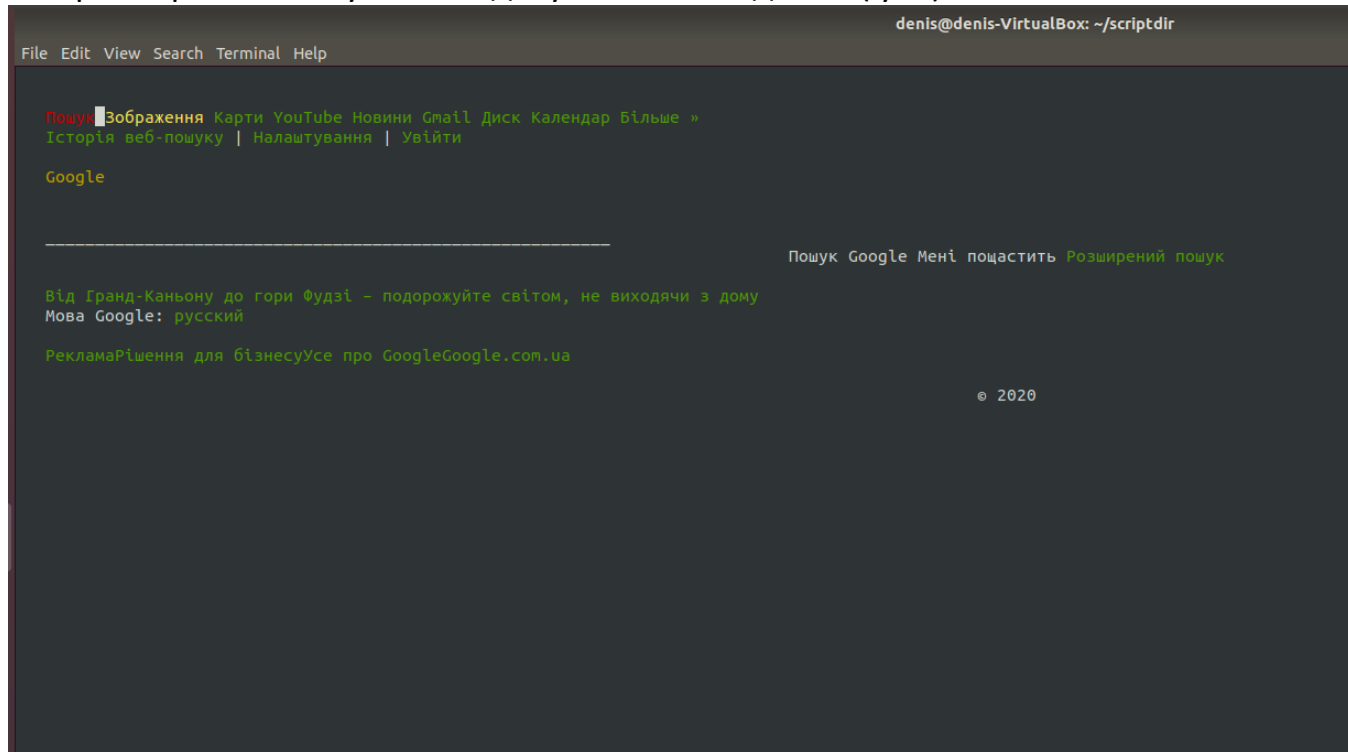 denis@denis-VirtualBox: ~/scriptdir
File Edit View Search Terminal Help
Пошук Зображення Карти YouTube Новини Gmail Диск Календар Більше »
Історія веб-пошуку | Налаштування | Увійти
Google
Пошук Google Мені пощастить Розширений пошук
Від Ґранд-Каньону до гори Фудзі – подорожуйте світом, не виходячи з дому
Мова Google: русский
РекламаРішення для бізнесуУсе про GoogleGoogle.com.ua
© 2020